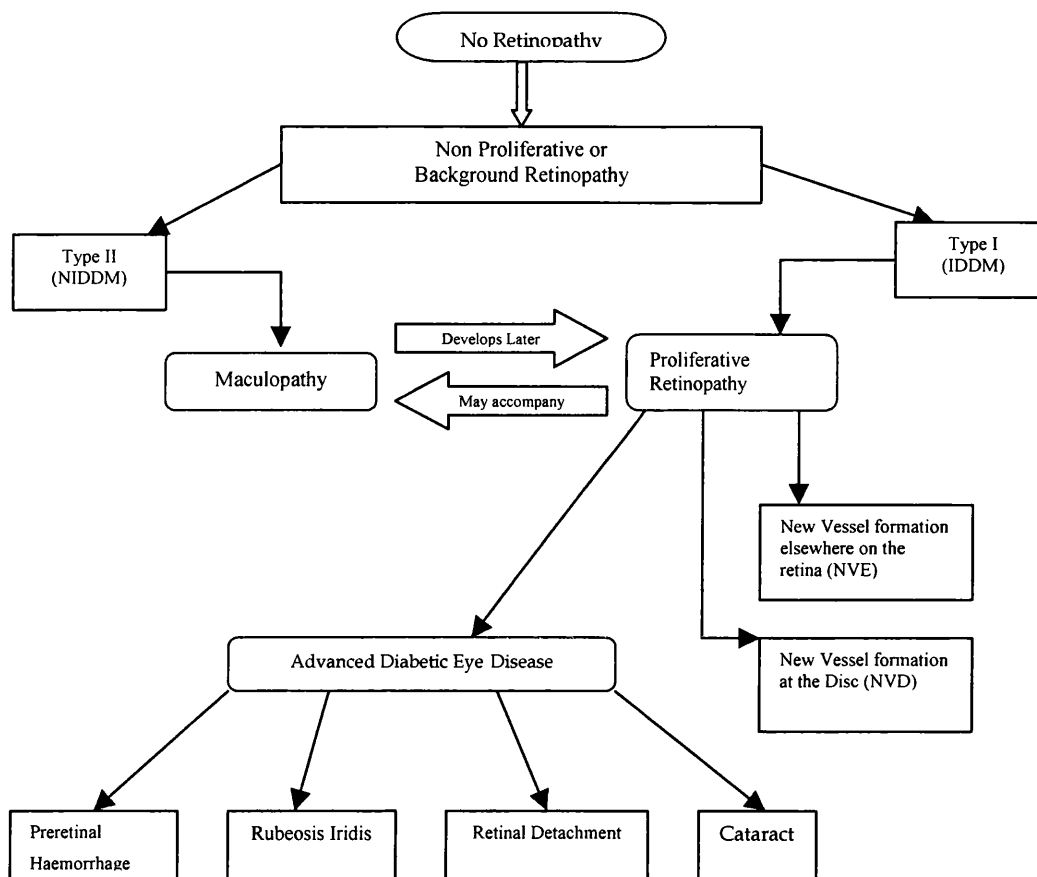 No Retinopathy
Non Proliferative or
Background Retinopathy
Type II
(NIDDM)
Type I
(IDDM)
Develops Later
Proliferative
Retinopathy
Maculopathy
May accompany
New Vessel formation
elsewhere on the
retina (NVE)
Advanced Diabetic Eye Disease
New Vessel formation
at the Disc (NVD)
Preretinal
Haemorrhage
Rubeosis Iridis
Retinal Detachment
Cataract